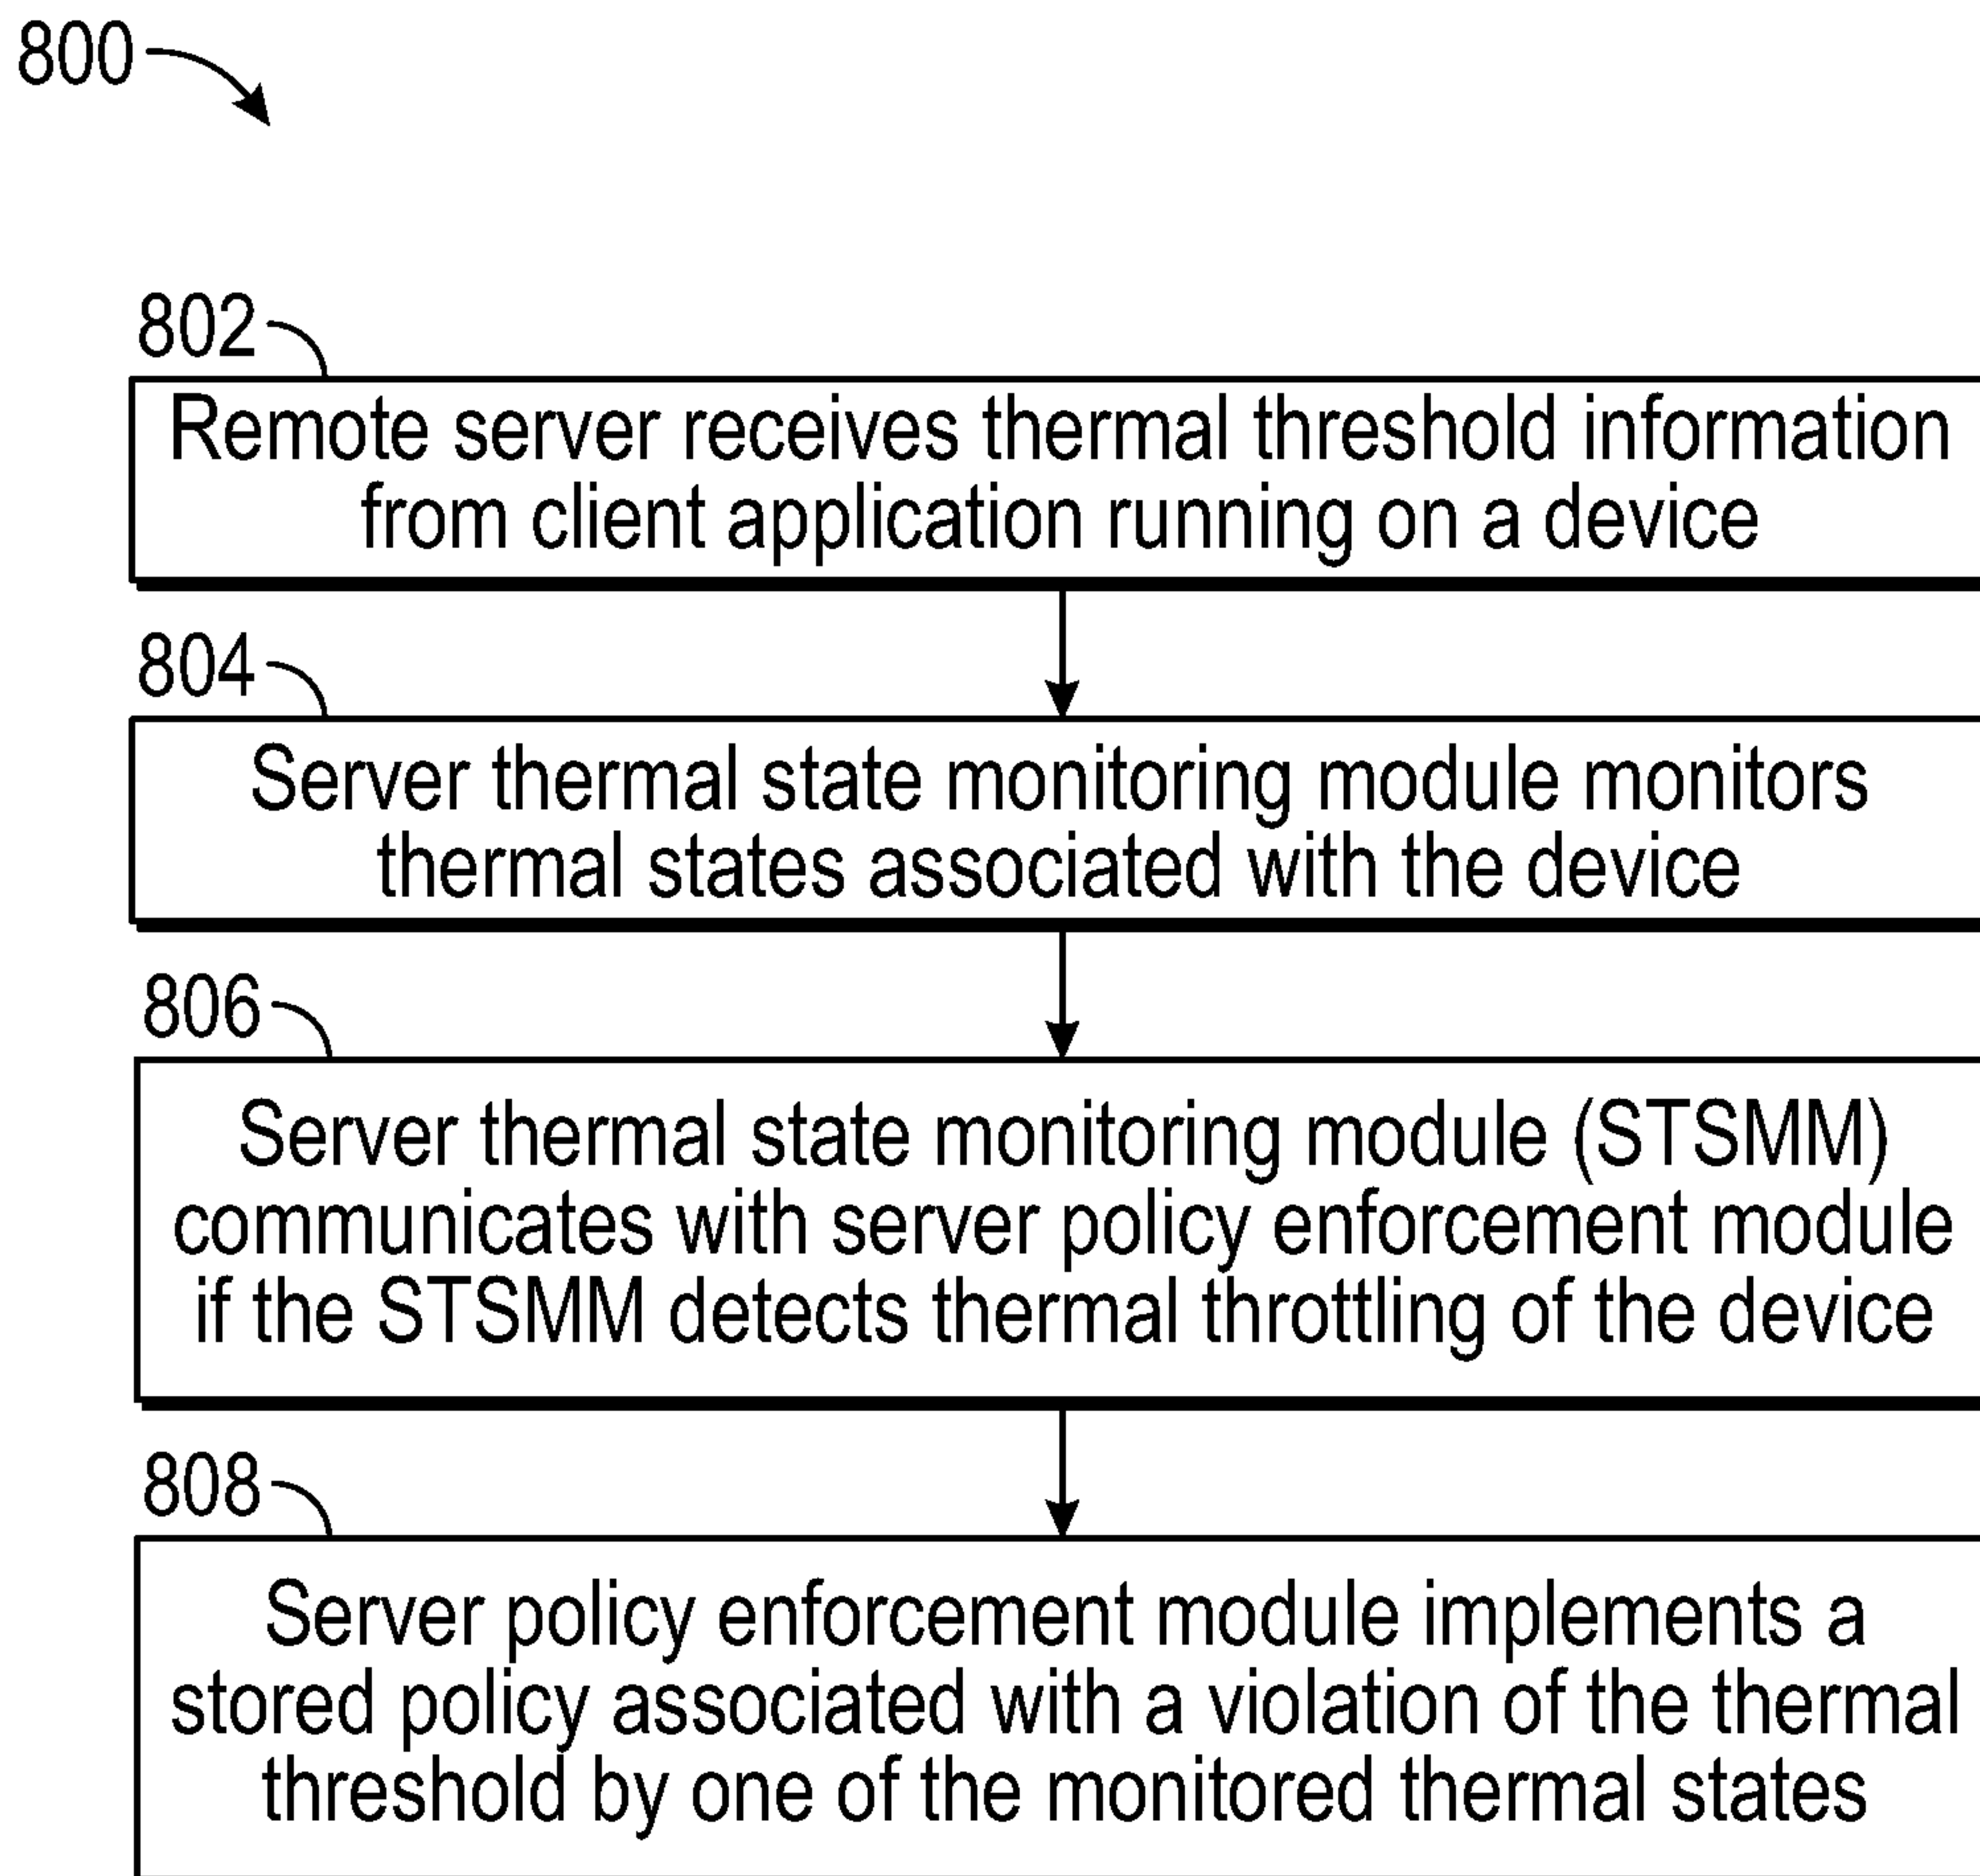 800
802
Remote server receives thermal threshold information
from client application running on a device
804
Server thermal state monitoring module monitors
thermal states associated with the device
806
Server thermal state monitoring module (STSMM)
communicates with server policy enforcement module
if the STSMM detects thermal throttling of the device
808
Server policy enforcement module implements a
stored policy associated with a violation of the thermal
threshold by one of the monitored thermal states